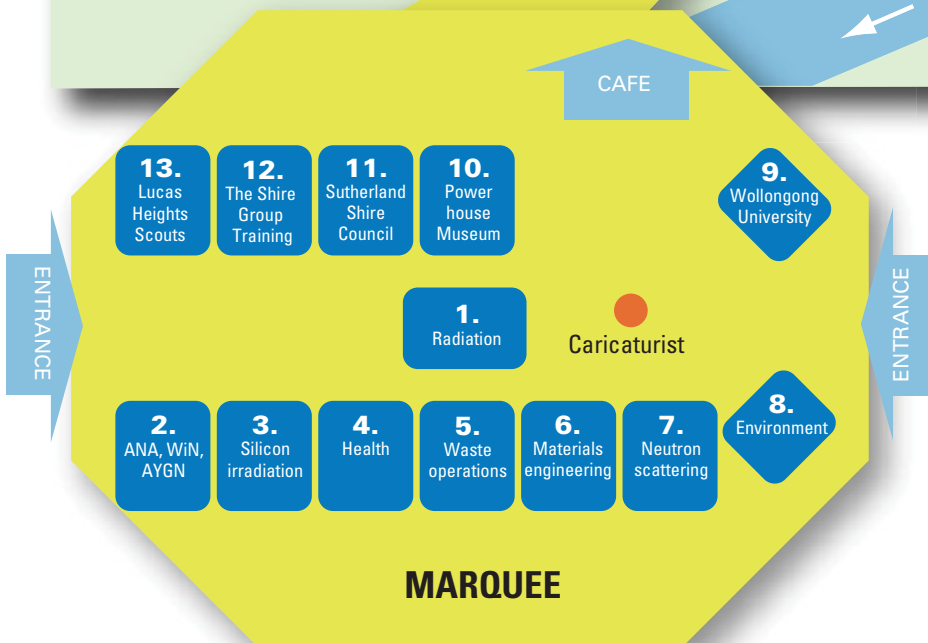 CAFE
13.
Lucas
Heights
Scouts
12.
The Shire
Group
Training
11.
Sutherland
Shire
Council
10.
Power
house
Museum
9.
Wollongong
University
ENTRANCE
1.
Radiation
Caricaturist
ENTRANCE
2.
ANA, WiN,
AYGN
3.
Silicon
irradiation
4.
Health
5.
Waste
operations
6.
Materials
engineering
7.
Neutron
scattering
8.
Environment
MARQUEE